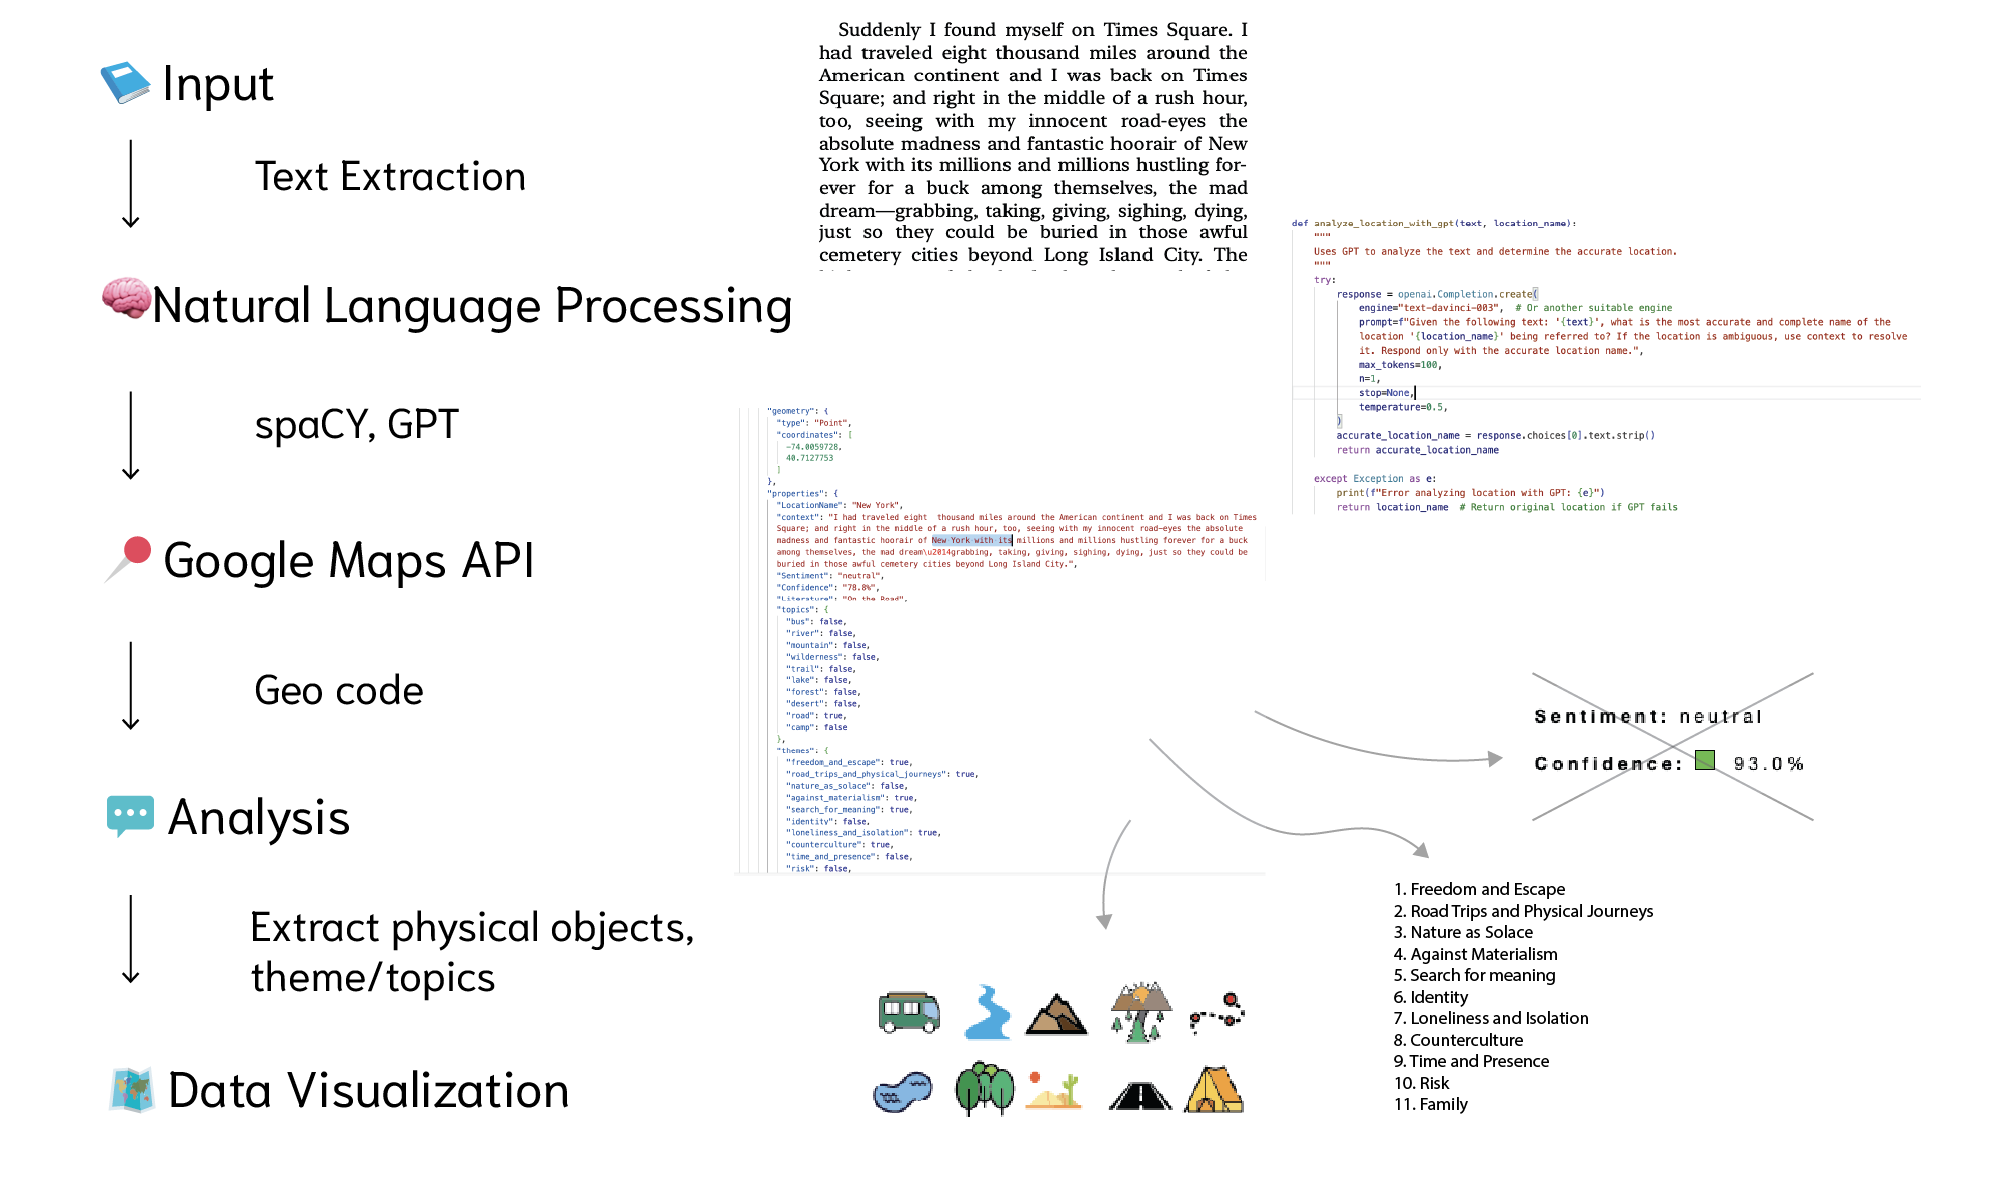 Input
Text Extraction
Natural Language Processing
spaCY, GPT
Google Maps API
Geo code
Analysis
Extract physical objects,
theme/topics
Data Visualization
Suddenly I found myself on Times Square. I
had traveled eight thousand miles around the
American continent and I was back on Times
Square; and right in the middle of a rush hour,
too, seeing with my innocent road-eyes the
absolute madness and fantastic hoorair of New
York with its millions and millions hustling for-
ever for a buck among themselves, the mad
dream—grabbing, taking, giving, sighing, dying,
just so they could be buried in those awful
cemetery cities beyond Long Island City. The
def analyze_location_with_gpt(text, location_name):
"""
Uses GPT to analyze the text and determine the accurate location.
"""
try:
response = openai.Completion.create(
engine="text-davinci-003",  # Or another suitable engine
prompt=f"Given the following text: '{text}', what is the most accurate and complete name of the
location '{location_name}' being referred to? If the location is ambiguous, use context to resolve
it. Respond only with the accurate location name.",
max_tokens=100,
n=1,
stop=None,
temperature=0.5,
)
accurate_location_name = response.choices[0].text.strip()
return accurate_location_name
except Exception as e:
print(f"Error analyzing location with GPT: {e}")
return location_name  # Return original location if GPT fails
"geometry": {
"type": "Point",
"coordinates": [
-74.0059728,
40.7127753
]
},
"properties": {
"LocationName": "New York",
"context": "I had traveled eight  thousand miles around the American continent and I was back on Times
Square; and right in the middle of a rush hour, too, seeing with my innocent road-eyes the absolute
madness and fantastic hoorair of New York with its millions and millions hustling forever for a buck
among themselves, the mad dream\u2014grabbing, taking, giving, sighing, dying, just so they could be
buried in those awful cemetery cities beyond Long Island City.",
"Sentiment": "neutral",
"Confidence": "78.8%",
"Literature": "On the Road",
"topics": {
"bus": false,
"river": false,
"mountain": false,
"wilderness": false,
"trail": false,
"lake": false,
"forest": false,
"desert": false,
"road": true,
"camp": false
},
"themes": {
"freedom_and_escape": true,
"road_trips_and_physical_journeys": true,
"nature_as_solace": false,
"against_materialism": true,
"search_for_meaning": true,
"identity": false,
"loneliness_and_isolation": true,
"counterculture": true,
"time_and_presence": false,
"risk": false,
Sentiment: neutral
Confidence: 93.0%
1. Freedom and Escape
2. Road Trips and Physical Journeys
3. Nature as Solace
4. Against Materialism
5. Search for meaning
6. Identity
7. Loneliness and Isolation
8. Counterculture
9. Time and Presence
10. Risk
11. Family